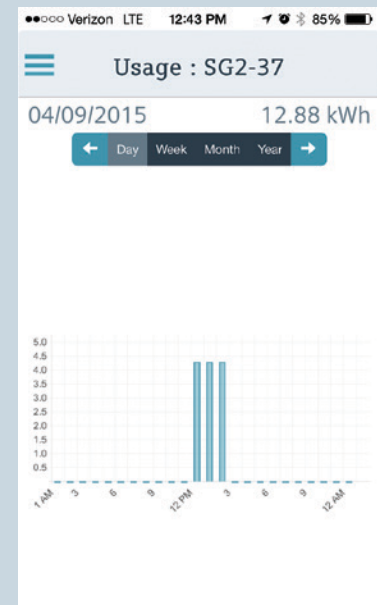 Verizon LTE 12:43 PM 85%
Usage : SG2-37
04/09/2015 12.88 kWh
Day Week Month Year
5.0
4.5
4.0
3.5
3.0
2.5
2.0
1.5
1.0
0.5
1 AM 3 6 9 12 PM 3 6 9 12 AM